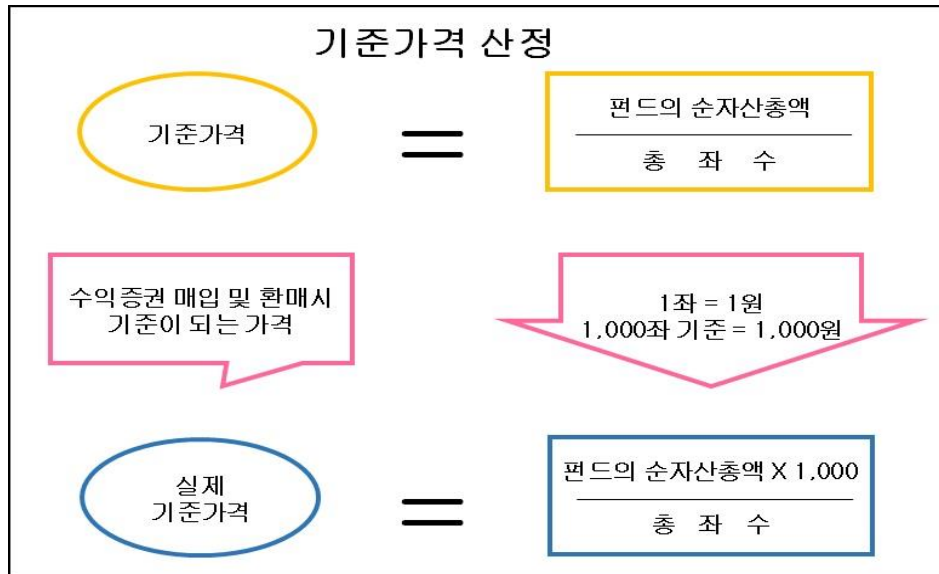 기준가격 산정
기준가격
=
펀드의 순자산총액
총 좌 수
수익증권 매입 및 환매시
기준이 되는 가격
1좌 = 1원
1,000좌 기준 = 1,000원
실제
기준가격
=
펀드의 순자산총액 X 1,000
총 좌 수